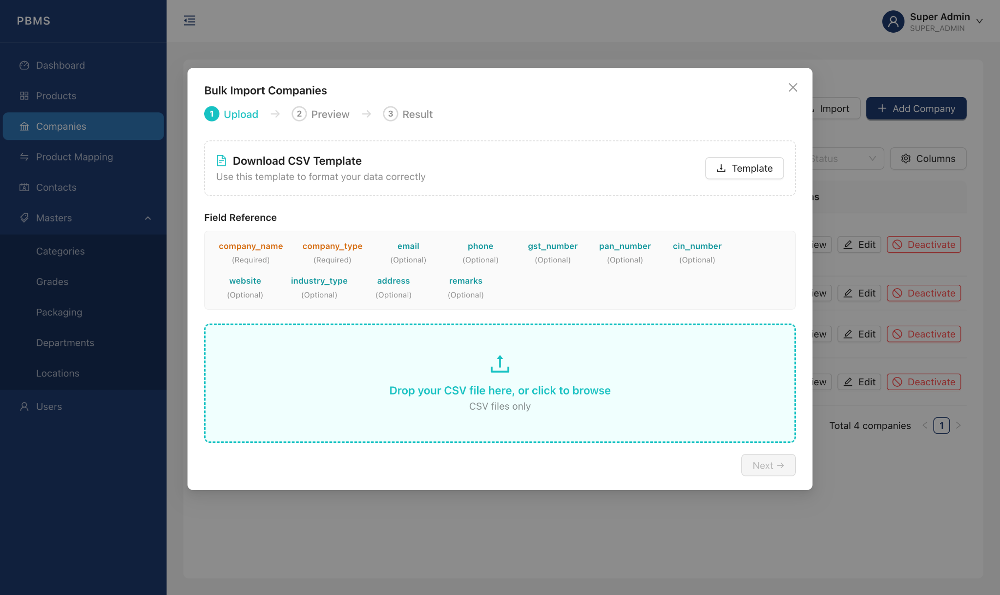 PBMS
Super Admin
SUPER_ADMIN
Dashboard
Products
Companies
Product Mapping
Contacts
Masters
Categories
Grades
Packaging
Departments
Locations
Users
Import
+ Add Company
Status
Columns
Bulk Import Companies
1 Upload → 2 Preview → 3 Result
Download CSV Template
Use this template to format your data correctly
Template
Field Reference
company_name company_type email phone gst_number pan_number cin_number
(Required) (Required) (Optional) (Optional) (Optional) (Optional) (Optional)
website industry_type address remarks
(Optional) (Optional) (Optional) (Optional)
Drop your CSV file here, or click to browse
CSV files only
Next →
Edit Deactivate
Edit Deactivate
Edit Deactivate
Edit Deactivate
Total 4 companies < 1 >